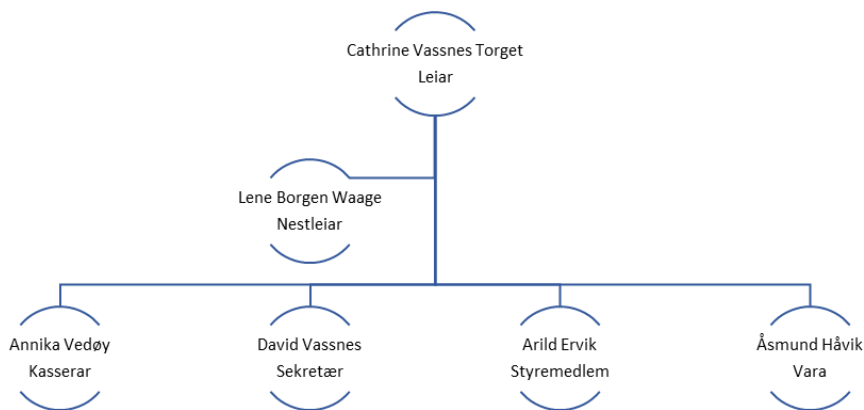 Cathrine Vassnes Torget
Leiar
Lene Borgen Waage
Nestleiar
Annika Vedøy
Kasserar
David Vassnes
Sekretær
Arild Ervik
Styremedlem
Åsmund Håvik
Vara